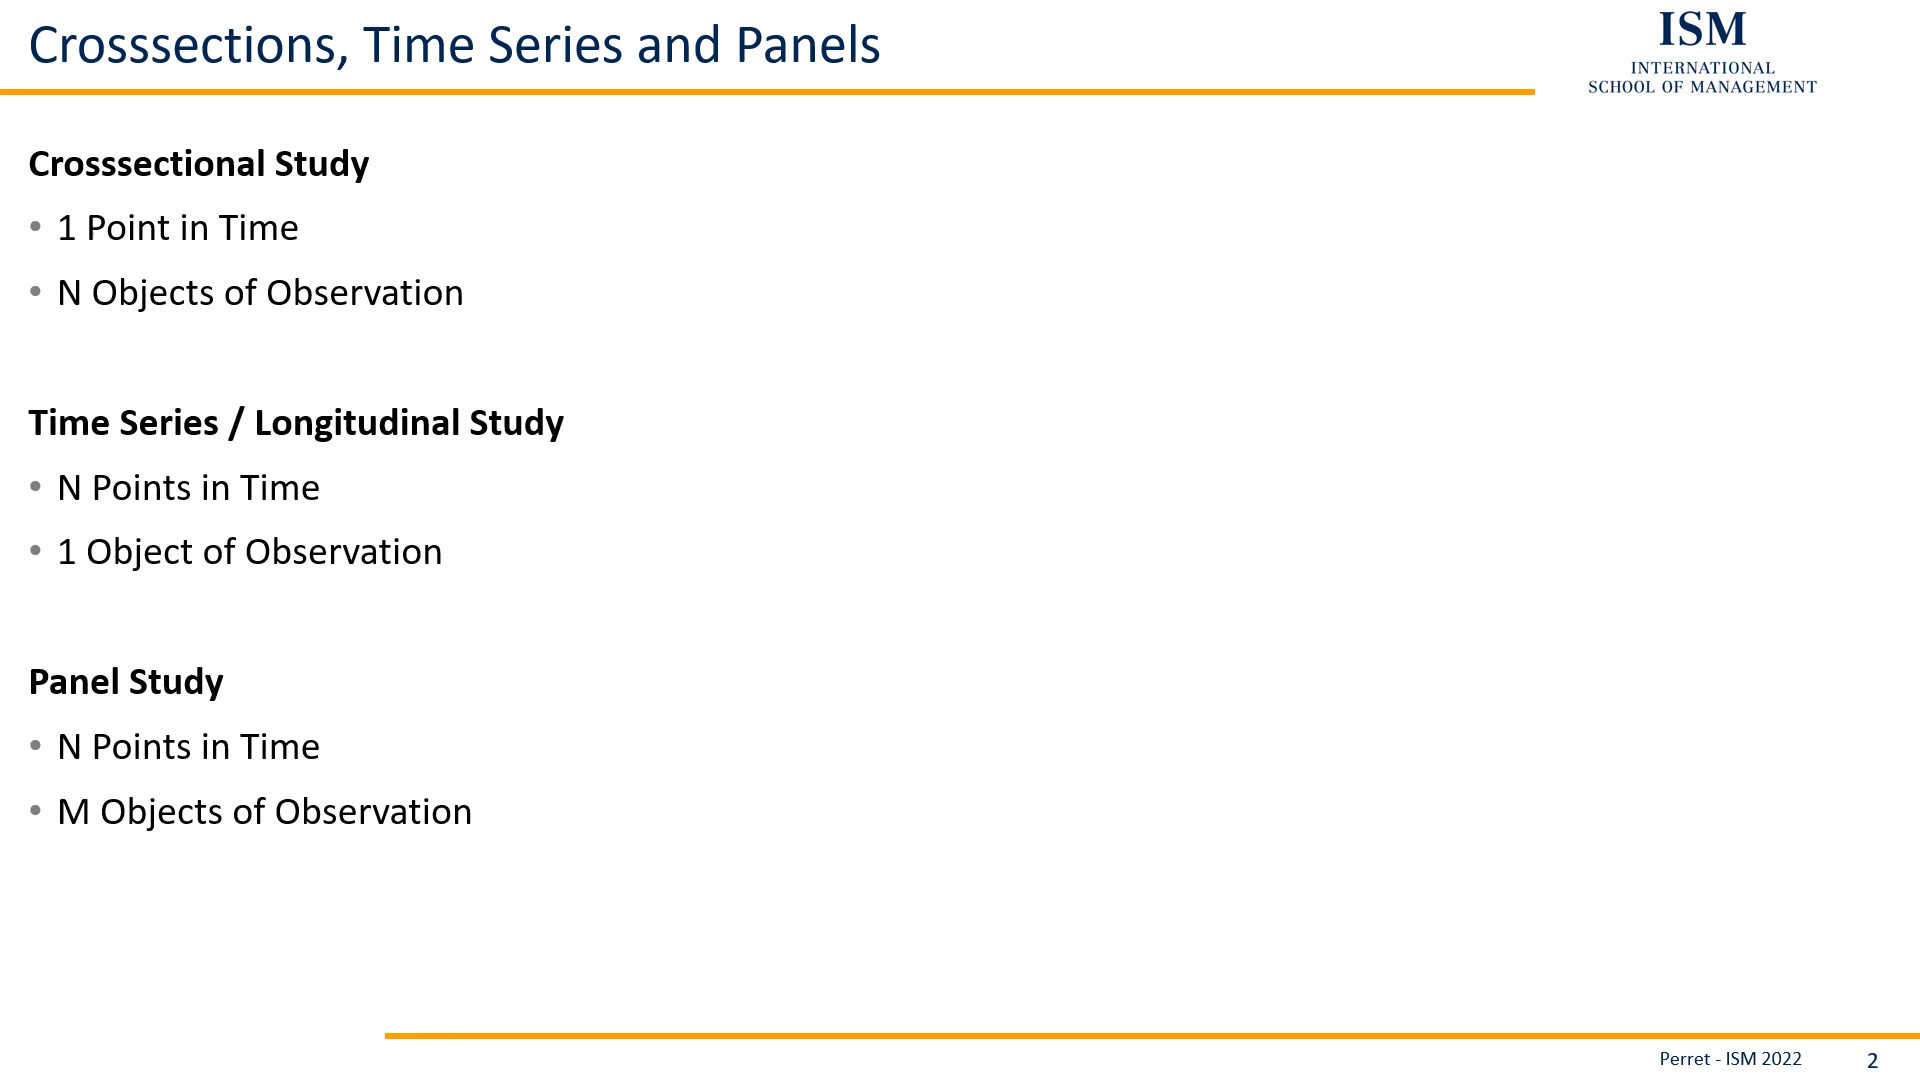 Crosssections, Time Series and Panels
ISM
INTERNATIONAL
SCHOOL OF MANAGEMENT
Crosssectional Study
• 1 Point in Time
• N Objects of Observation
Time Series / Longitudinal Study
• N Points in Time
• 1 Object of Observation
Panel Study
• N Points in Time
• M Objects of Observation
Perret - ISM 2022
2